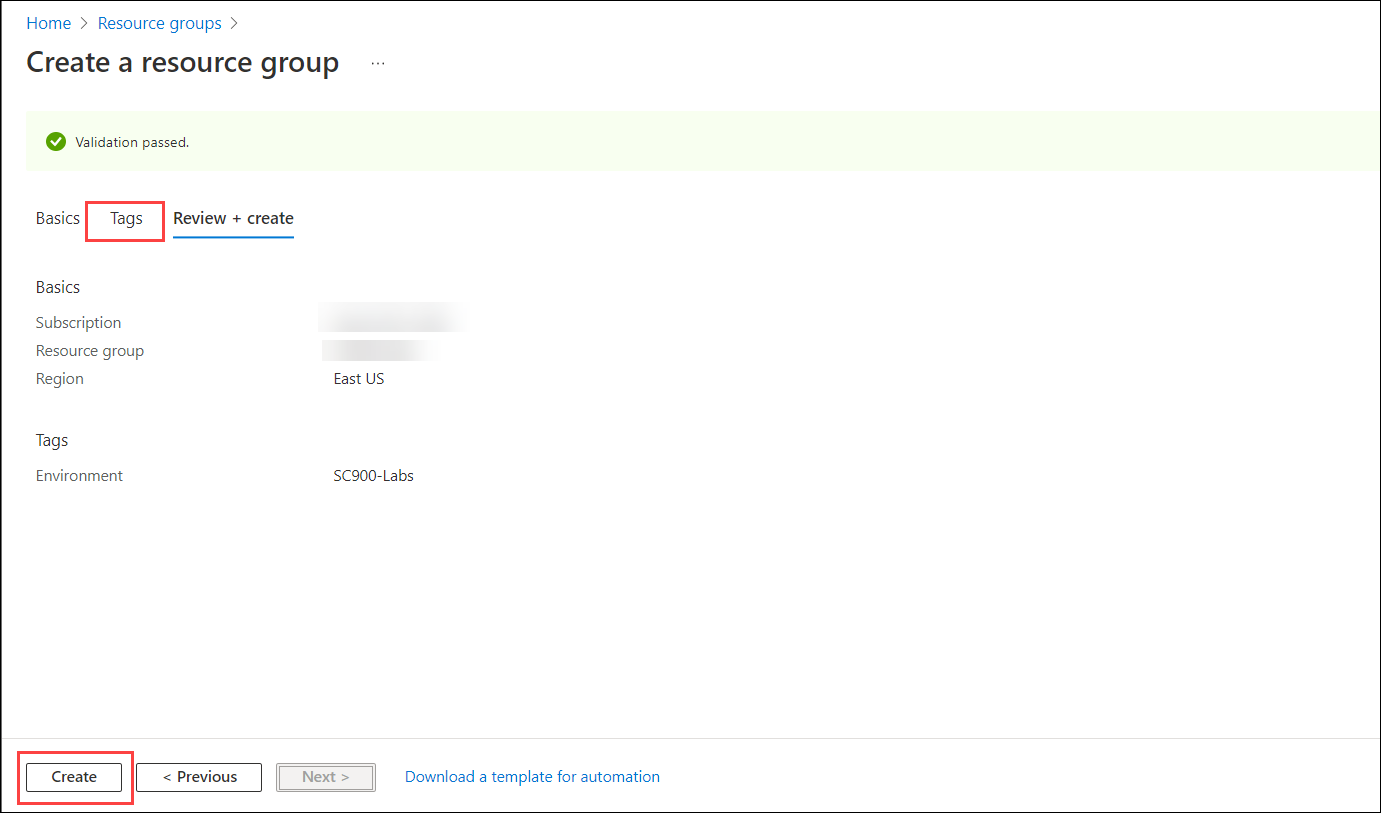 Home > Resource groups >
Create a resource group ...
Validation passed.
Basics Tags Review + create
Basics
Subscription
Resource group
Region East US
Tags
Environment SC900-Labs
Create < Previous Next > Download a template for automation